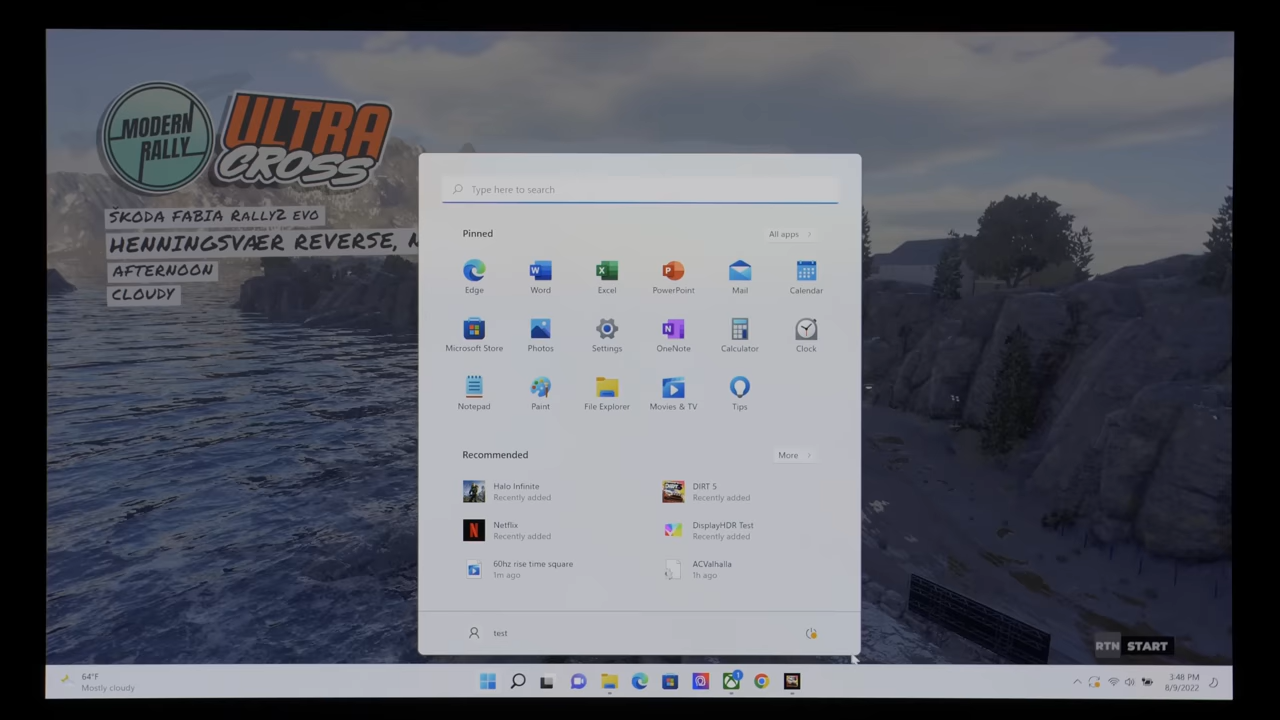 MODERN
RALLY
ULTRA
CROSS
ŠKODA FABIA RALLY2 EVO
HENNINGSVÆR REVERSE,
AFTERNOON
CLOUDY
Type here to search
Pinned
All apps
Edge
Word
Excel
PowerPoint
Mail
Calendar
Microsoft Store
Photos
Settings
OneNote
Calculator
Clock
Notepad
Paint
File Explorer
Movies & TV
Tips
Recommended
More
Halo Infinite
Recently added
DIRT 5
Recently added
Netflix
Recently added
DisplayHDR Test
Recently added
60hz rise time square
1m ago
ACValhalla
1h ago
test
RTN START
64°F
Mostly cloudy
1
3:48 PM
8/9/2022